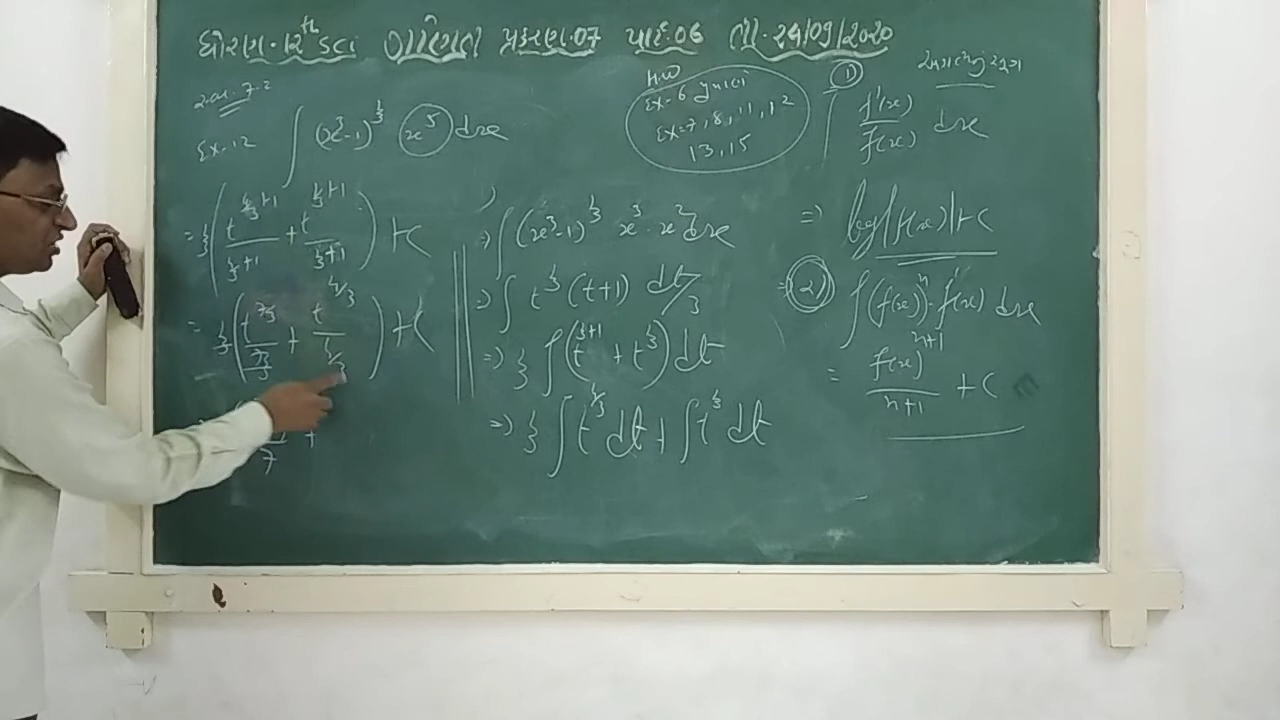 ધોરણ.12th sci ગણિત પ્રકરણ.07 પાર્ટ.06 તા.29/09/2020
સ્વા. 7.2
Ex-12 ∫ (x³-1)^⅓ x⁵ dx
= ⅓ ( t^(4/3+1) / (4/3+1) + t^(⅓+1) / (⅓+1) ) + C
= ⅓ ( t^(7/3) / (7/3) + t^(4/3) / (4/3) ) + C
7 +
⇒ ∫ (x³-1)^⅓ x³ · x² dx
⇒ ∫ t^⅓ (t+1) dt/3
⇒ ⅓ ∫ ( t^(⅓+1) + t^⅓ ) dt
⇒ ⅓ ∫ t^(4/3) dt + ∫ t^⅓ dt
H.W
Ex-6
Ex-7, 8, 11, 12
13, 15
(1) ∫ f'(x) / f(x) dx
⇒ log|f(x)| + C
(2) ∫ (f(x))ⁿ · f'(x) dx
= f(x)^(n+1) / (n+1) + C